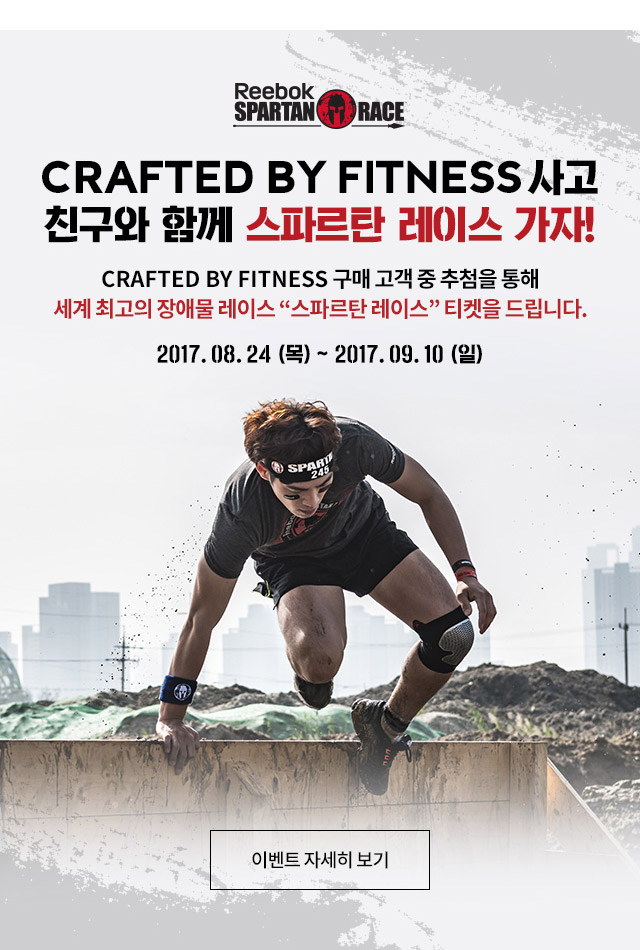 Reebok
SPARTAN RACE
CRAFTED BY FITNESS 사고
친구와 함께 스파르탄 레이스 가자!
CRAFTED BY FITNESS 구매 고객 중 추첨을 통해
세계 최고의 장애물 레이스 “스파르탄 레이스” 티켓을 드립니다.
2017. 08. 24 (목) ~ 2017. 09. 10 (일)
SPARTA
245
Reebok
이벤트 자세히 보기